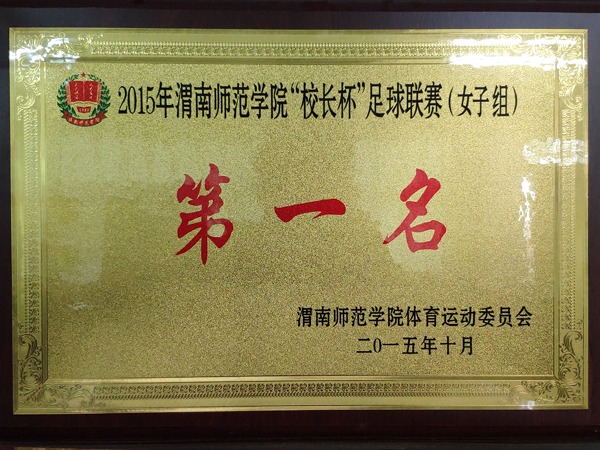 2015年渭南师范学院“校长杯”足球联赛（女子组）
第一名
渭南师范学院体育运动委员会
二0一五年十月